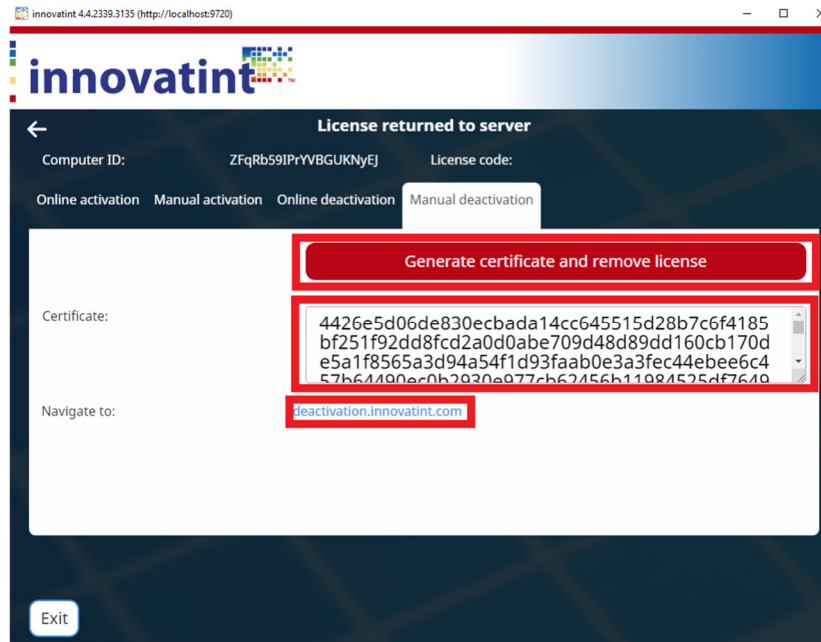 innovatint 4.4.2339.3135 (http://localhost:9720)
innovatint™
License returned to server
Computer ID: ZFqRb59IPrYVBGUKNyEJ License code:
Online activation Manual activation Online deactivation Manual deactivation
Generate certificate and remove license
Certificate:
4426e5d06de830ecbada14cc645515d28b7c6f4185
bf251f92dd8fcd2a0d0abe709d48d89dd160cb170d
e5a1f8565a3d94a54f1d93faab0e3a3fec44ebee6c4
57b64490ec0b2930e977cb62456b11984525df7649
Navigate to: deactivation.innovatint.com
Exit